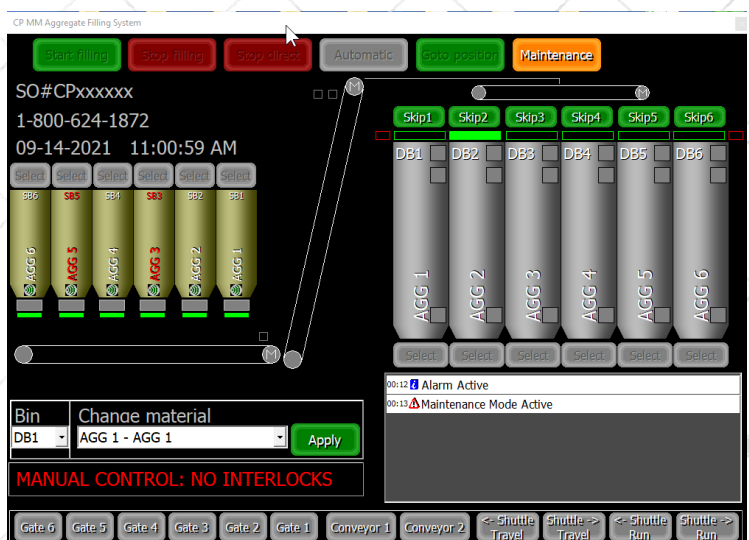 CP MM Aggregate Filling System
Start filling Stop filling Stop direct Automatic Goto position Maintenance
SO#CPxxxxxx
1-800-624-1872
09-14-2021 11:00:59 AM
Select Select Select Select Select Select
SB6 SB5 SB4 SB3 SB2 SB1
AGG 6 AGG 5 AGG 4 AGG 3 AGG 2 AGG 1
M
M
M
Skip1 Skip2 Skip3 Skip4 Skip5 Skip6
DB1 DB2 DB3 DB4 DB5 DB6
AGG 1 AGG 2 AGG 3 AGG 4 AGG 5 AGG 6
Select Select Select Select Select Select
00:12 i Alarm Active
00:13 Maintenance Mode Active
Bin Change material
DB1 AGG 1 - AGG 1 Apply
MANUAL CONTROL: NO INTERLOCKS
Gate 6 Gate 5 Gate 4 Gate 3 Gate 2 Gate 1 Conveyor 1 Conveyor 2 <- Shuttle Travel Shuttle -> Travel <- Shuttle Run Shuttle -> Run